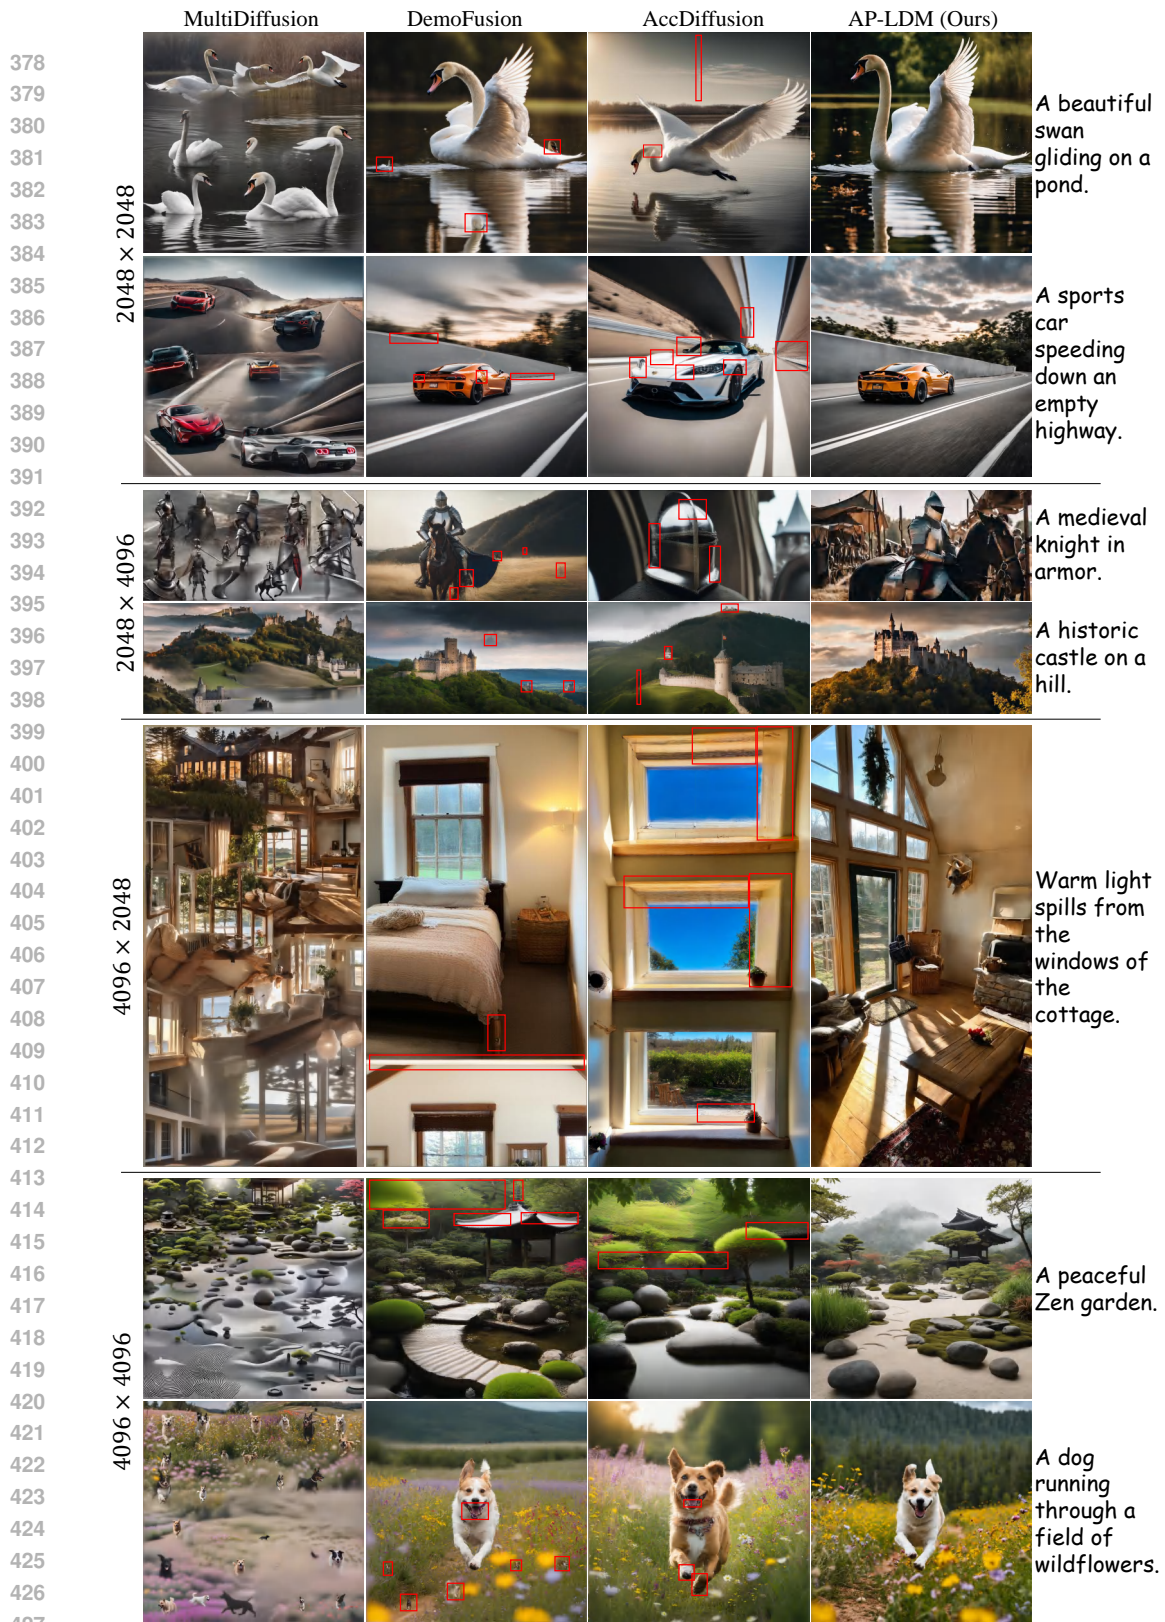 MultiDiffusion DemoFusion AccDiffusion AP-LDM (Ours)
378
379
380
381
382
383
384
385
386
387
388
389
390
391
392
393
394
395
396
397
398
399
400
401
402
403
404
405
406
407
408
409
410
411
412
413
414
415
416
417
418
419
420
421
422
423
424
425
426
2048 × 2048
A beautiful
swan
gliding on a
pond.
A sports
car
speeding
down an
empty
highway.
2048 × 4096
A medieval
knight in
armor.
A historic
castle on a
hill.
4096 × 2048
Warm light
spills from
the
windows of
the
cottage.
4096 × 4096
A peaceful
Zen garden.
A dog
running
through a
field of
wildflowers.